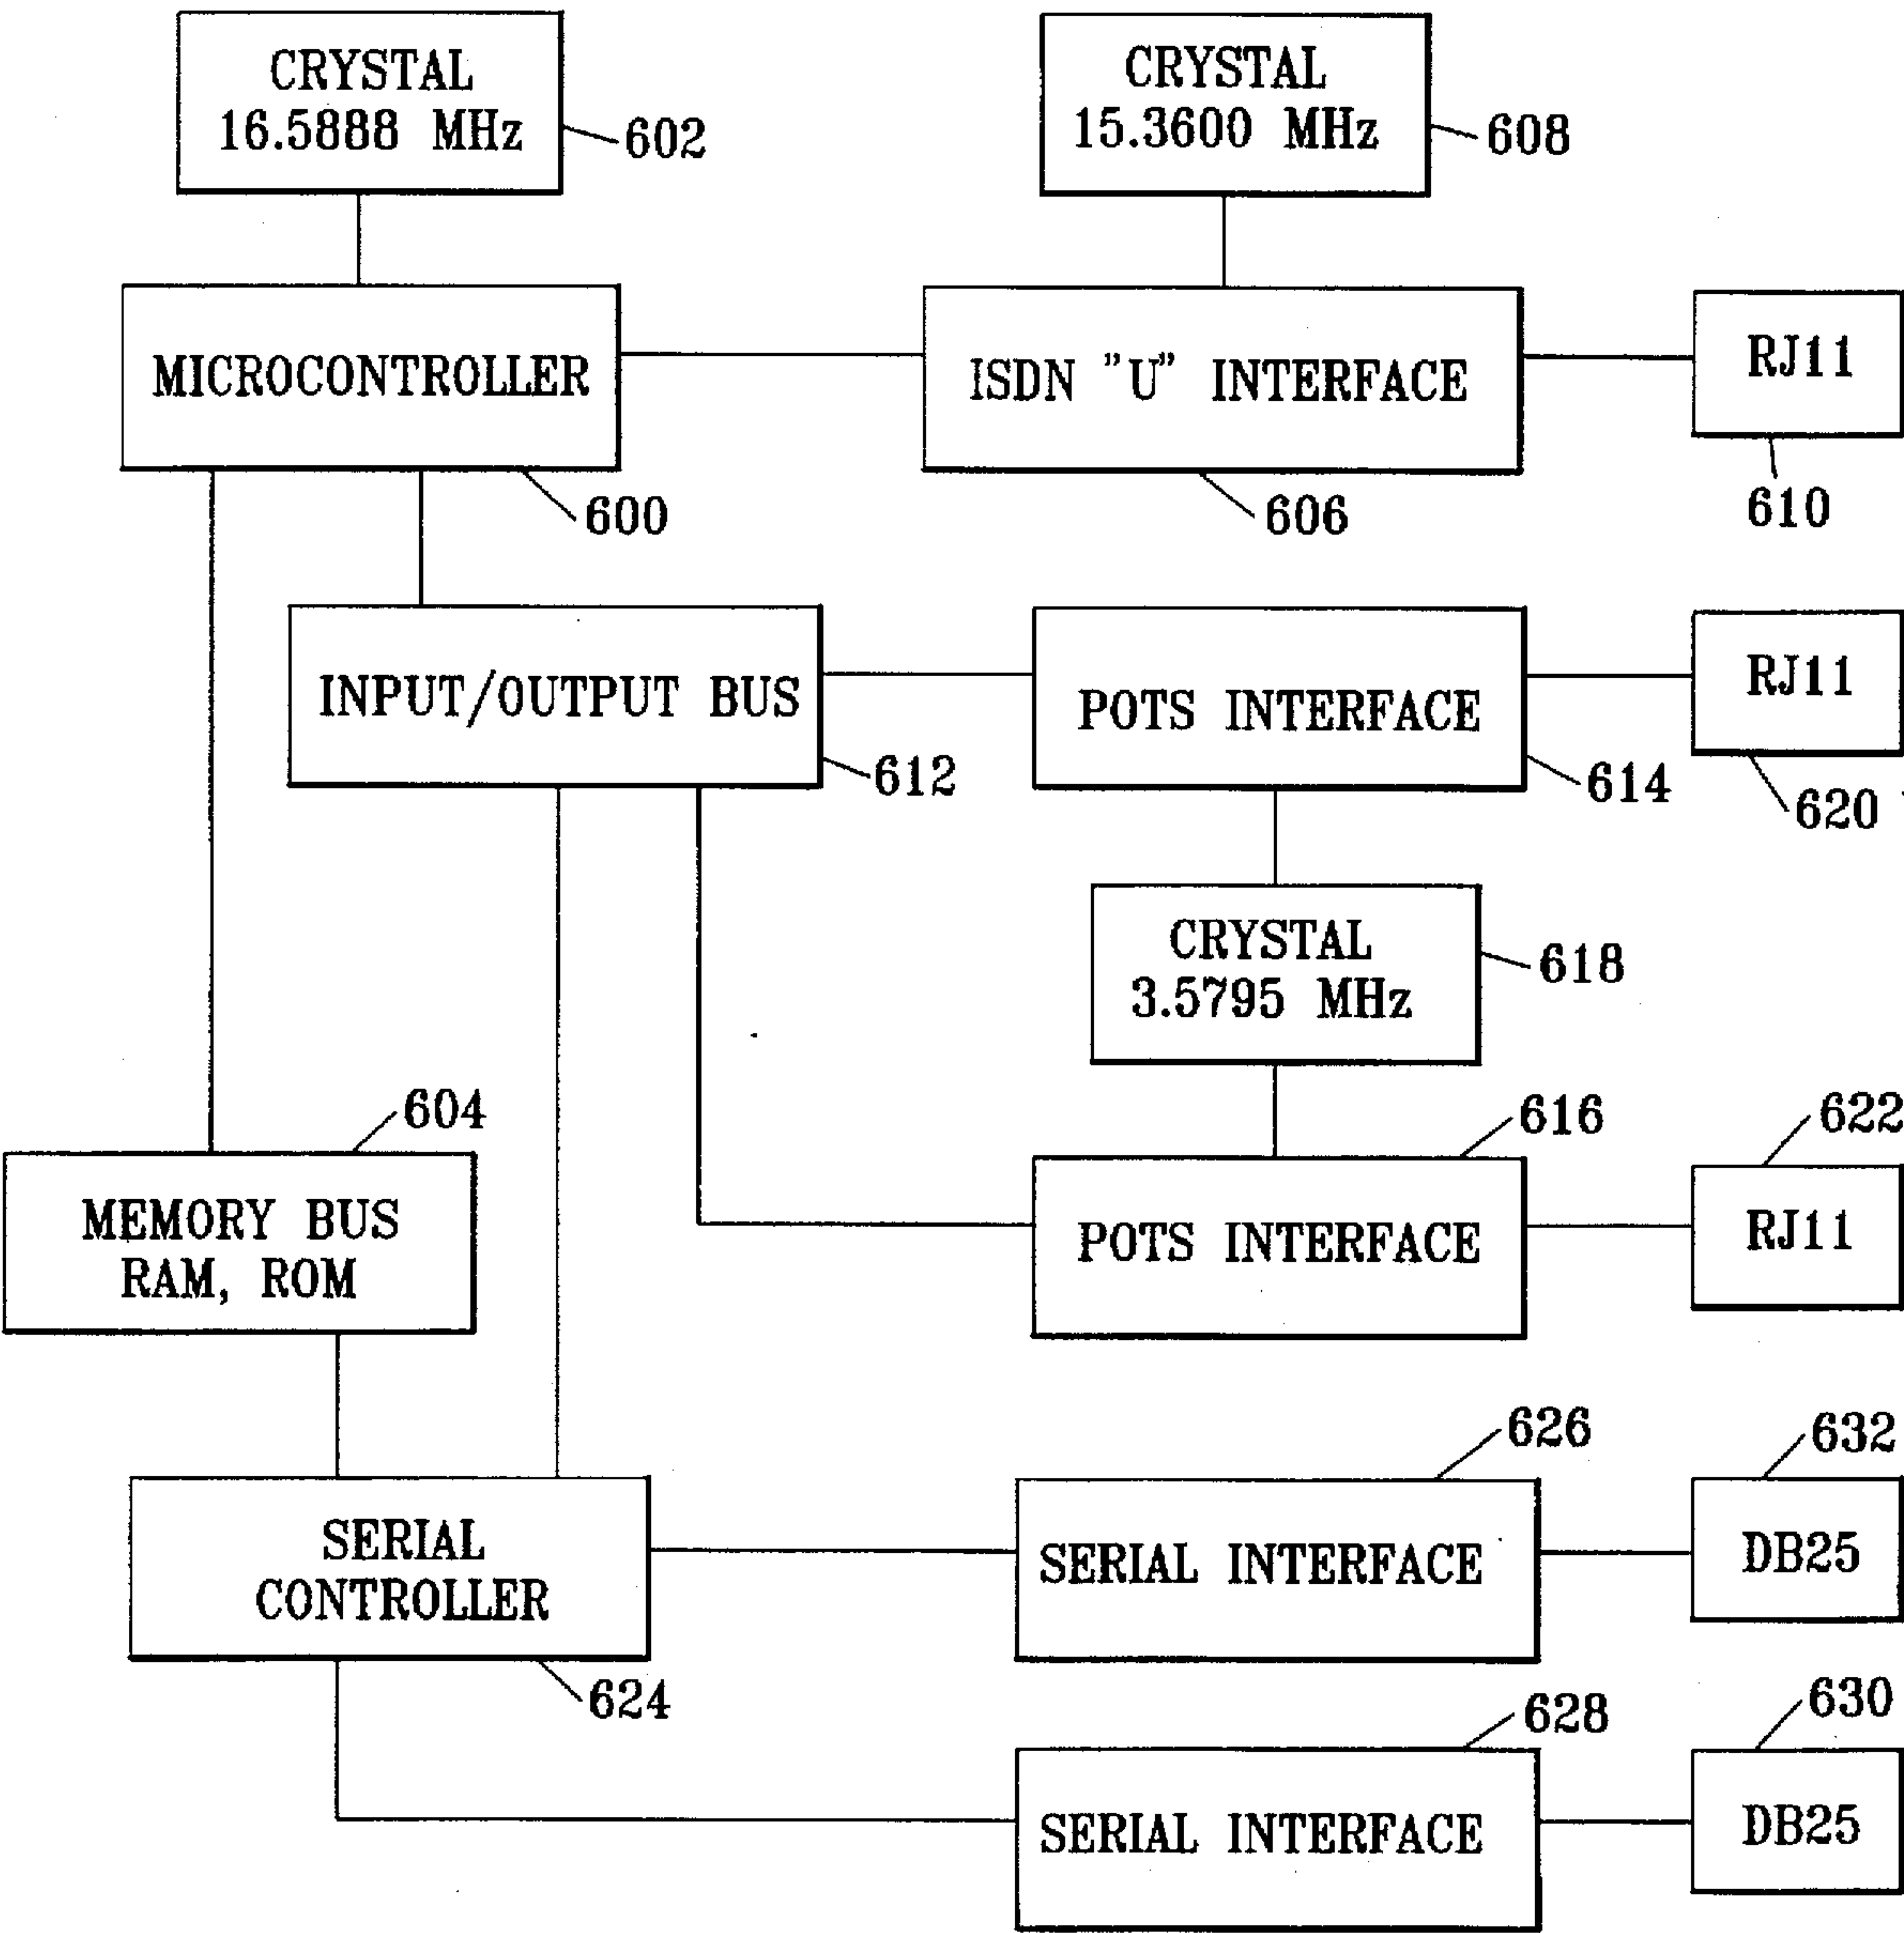 CRYSTAL
16.5888 MHz
602
CRYSTAL
15.3600 MHz
608
MICROCONTROLLER
600
ISDN "U" INTERFACE
606
RJ11
610
INPUT/OUTPUT BUS
612
POTS INTERFACE
614
RJ11
620
CRYSTAL
3.5795 MHz
618
604
MEMORY BUS
RAM, ROM
616
POTS INTERFACE
622
RJ11
SERIAL
CONTROLLER
624
626
SERIAL INTERFACE
632
DB25
628
SERIAL INTERFACE
630
DB25